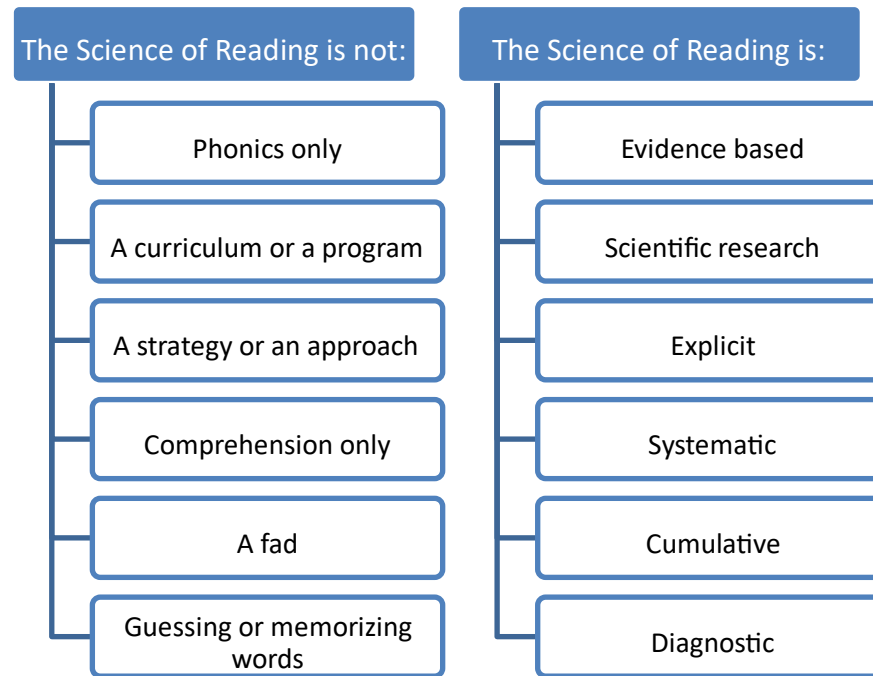 The Science of Reading is not:
Phonics only
A curriculum or a program
A strategy or an approach
Comprehension only
A fad
Guessing or memorizing
words
The Science of Reading is:
Evidence based
Scientific research
Explicit
Systematic
Cumulative
Diagnostic